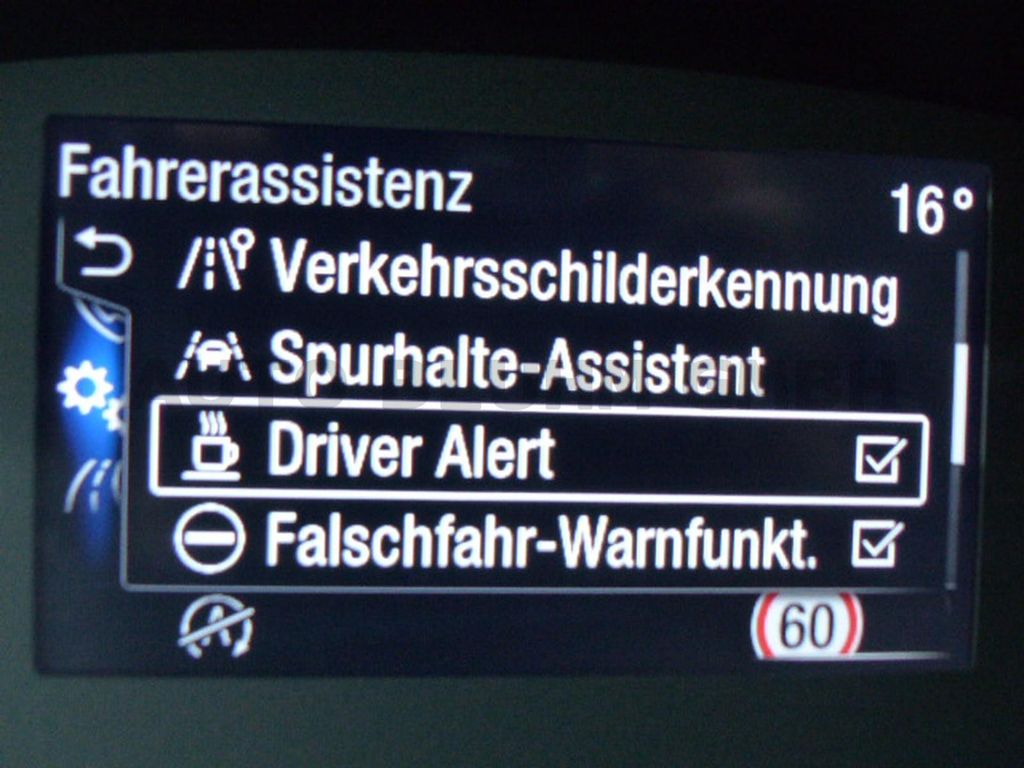 Fahrerassistenz
16°
Verkehrsschilderkennung
Spurhalte-Assistent
Driver Alert
Falschfahr-Warnfunkt.
60